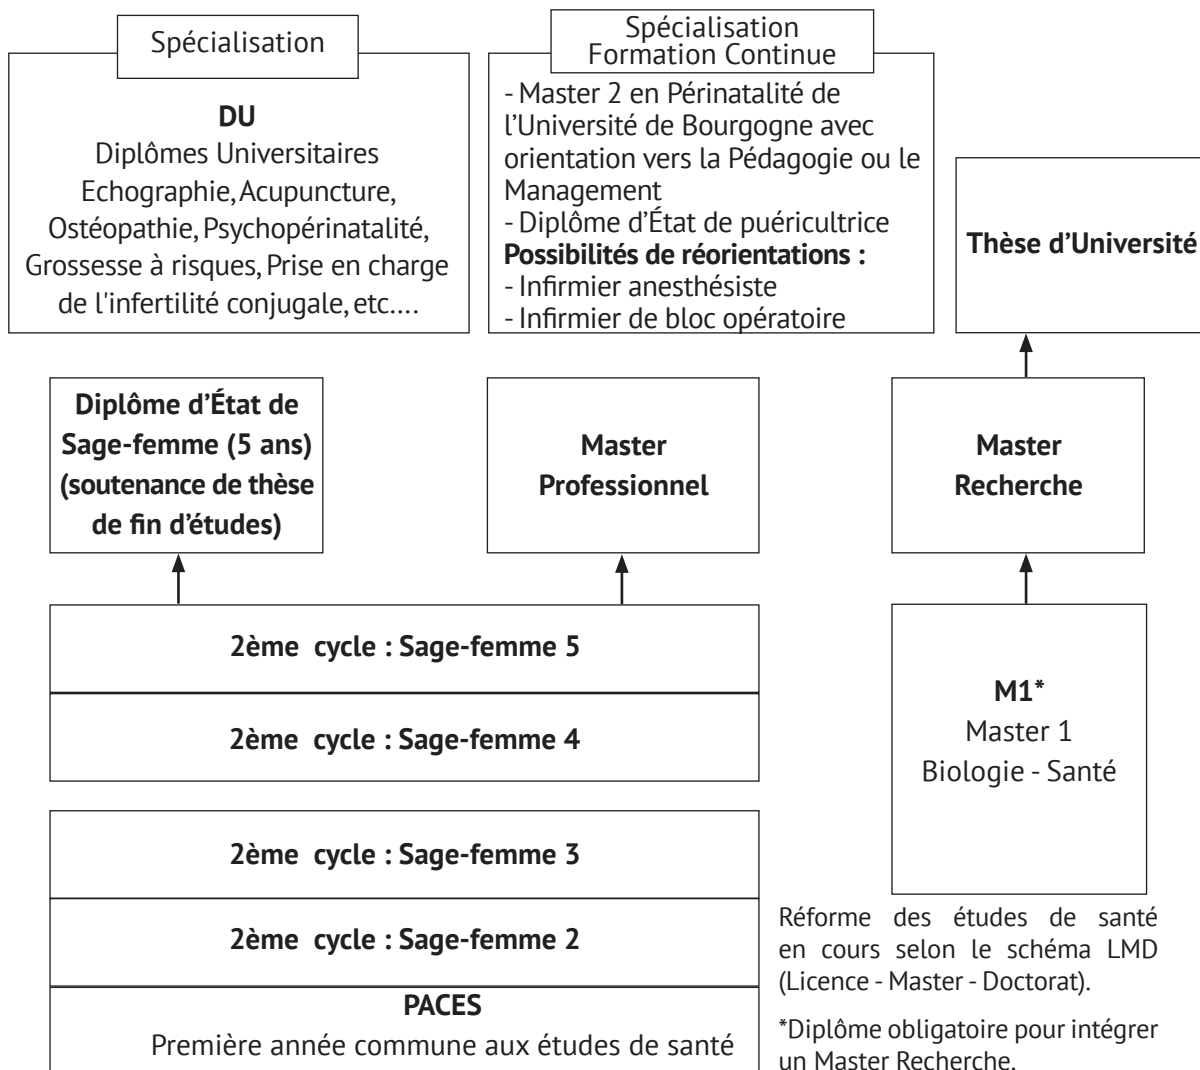 Spécialisation
DU
Diplômes Universitaires
Echographie, Acupuncture,
Ostéopathie, Psychopérinatalité,
Grossesse à risques, Prise en charge
de l'infertilité conjugale, etc....
Spécialisation
Formation Continue
- Master 2 en Périnatalité de
l’Université de Bourgogne avec
orientation vers la Pédagogie ou le
Management
- Diplôme d’État de puéricultrice
Possibilités de réorientations :
- Infirmier anesthésiste
- Infirmier de bloc opératoire
Thèse d’Université
Diplôme d’État de
Sage-femme (5 ans)
(soutenance de thèse
de fin d’études)
Master
Professionnel
Master
Recherche
2ème cycle : Sage-femme 5
2ème cycle : Sage-femme 4
2ème cycle : Sage-femme 3
2ème cycle : Sage-femme 2
PACES
Première année commune aux études de santé
M1*
Master 1
Biologie - Santé
Réforme des études de santé
en cours selon le schéma LMD
(Licence - Master - Doctorat).
*Diplôme obligatoire pour intégrer
un Master Recherche.